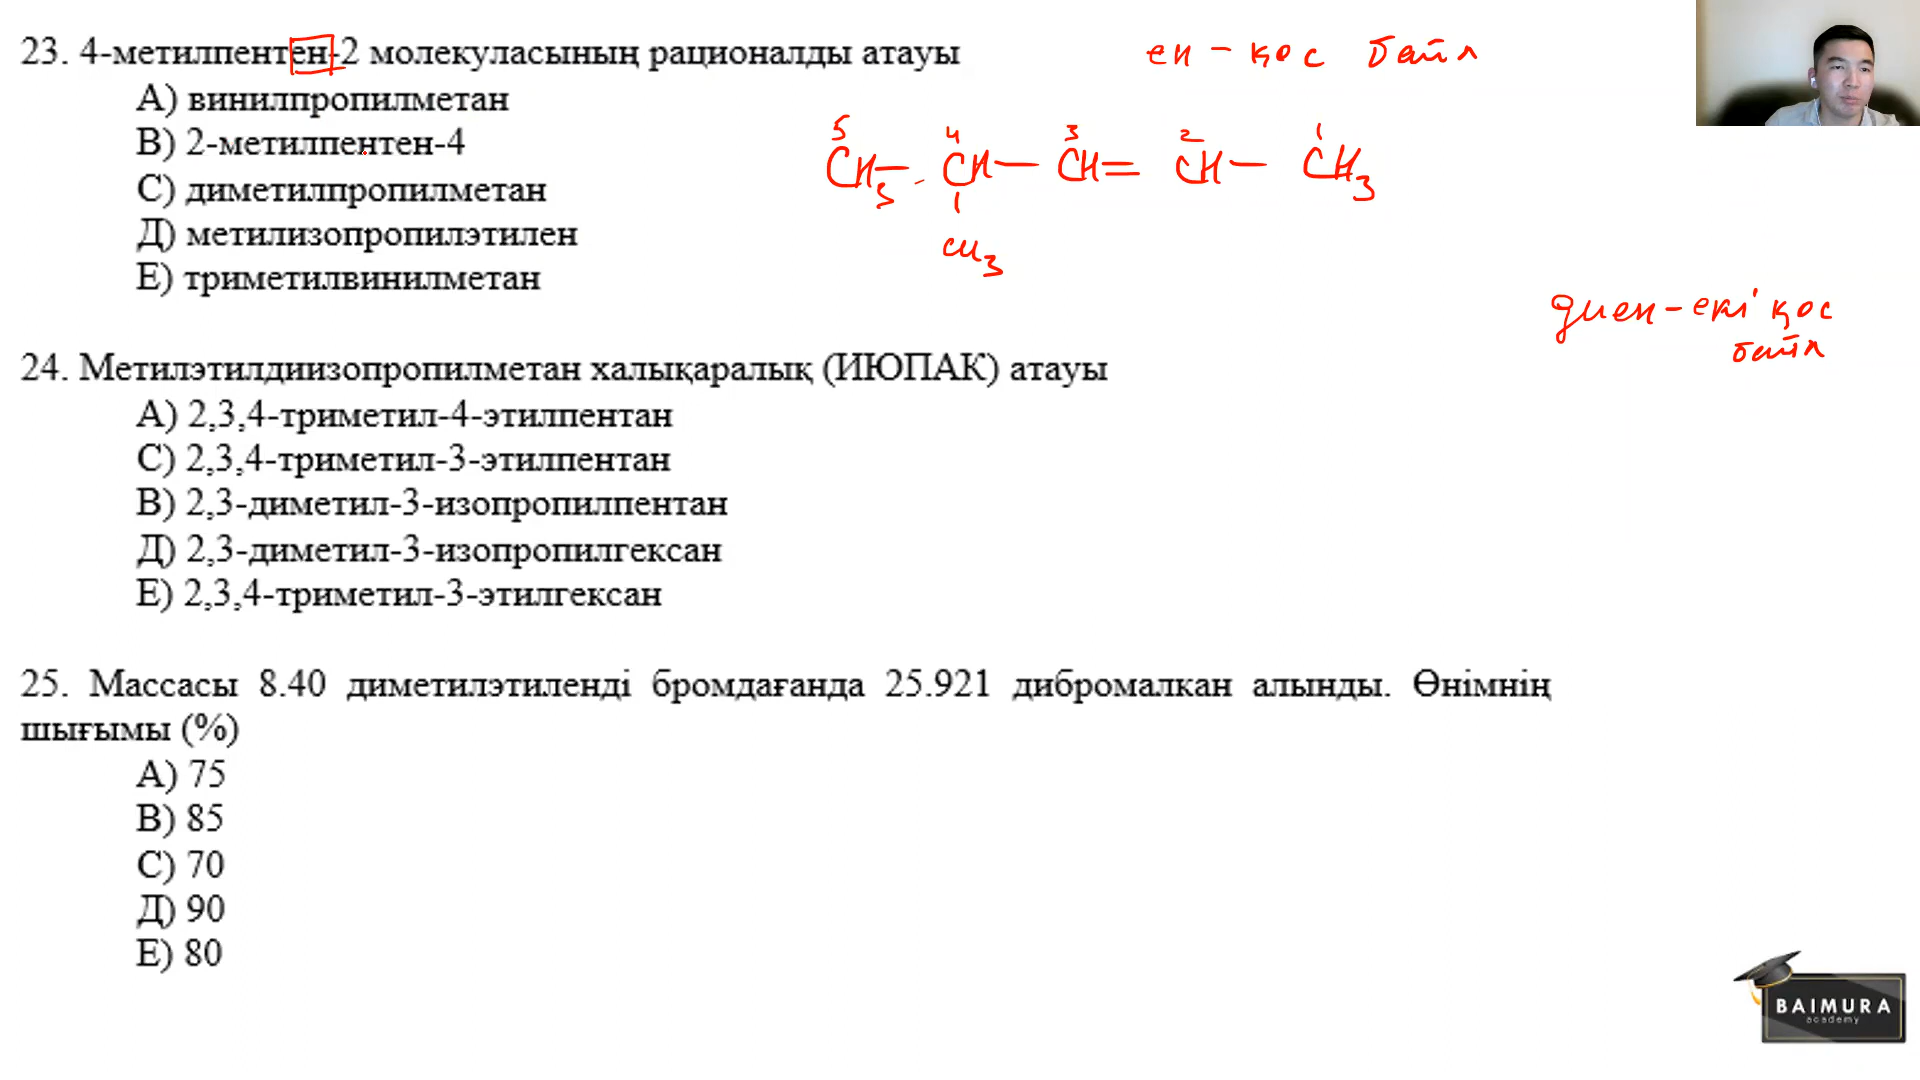 23. 4-метилпентен-2 молекуласының рационалды атауы
А) винилпропилметан
В) 2-метилпентен-4
С) диметилпропилметан
Д) метилизопропилэтилен
Е) триметилвинилметан
ен - қос байл
5 4 3 2 1
CH3 - CH - CH = CH - CH3
CH3
диен - екі қос
байл
24. Метилэтилдиизопропилметан халықаралық (ИЮПАК) атауы
А) 2,3,4-триметил-4-этилпентан
С) 2,3,4-триметил-3-этилпентан
В) 2,3-диметил-3-изопропилпентан
Д) 2,3-диметил-3-изопропилгексан
Е) 2,3,4-триметил-3-этилгексан
25. Массасы 8.40 диметилэтиленді бромдағанда 25.921 дибромалкан алынды. Өнімнің
шығымы (%)
А) 75
В) 85
С) 70
Д) 90
Е) 80
BAIMURA
academy